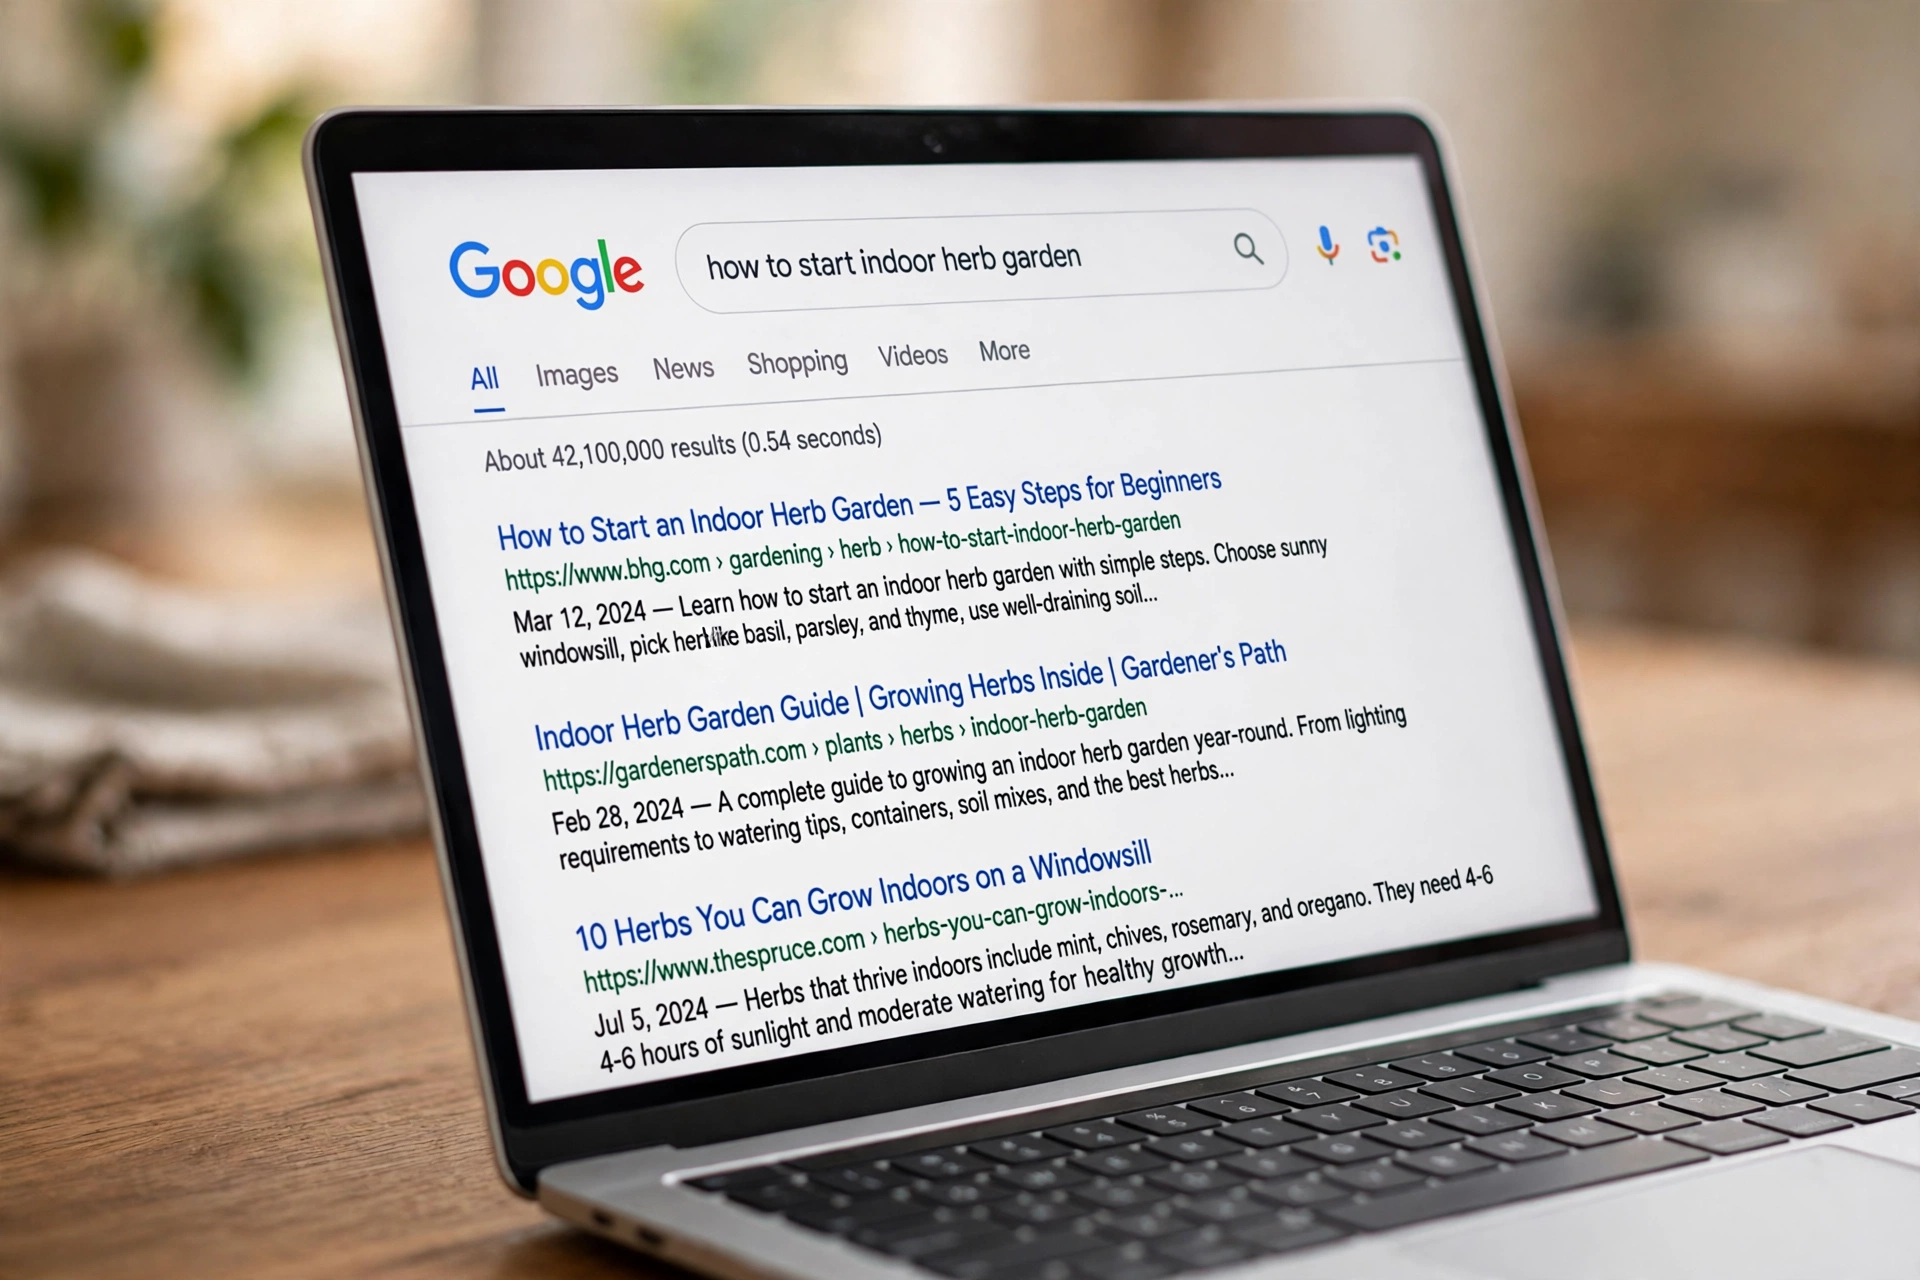 Google
how to start indoor herb garden
All Images News Shopping Videos More
About 42,100,000 results (0.54 seconds)
How to Start an Indoor Herb Garden — 5 Easy Steps for Beginners
https://www.bhg.com › gardening › herb › how-to-start-indoor-herb-garden
Mar 12, 2024 — Learn how to start an indoor herb garden with simple steps. Choose sunny
windowsill, pick basil, parsley, and thyme, use well-draining soil...
Indoor Herb Garden Guide | Growing Herbs Inside | Gardener's Path
https://gardenerspath.com › plants › herbs › indoor-herb-garden
Feb 28, 2024 — A complete guide to growing an indoor herb garden year-round. From lighting
requirements to watering tips, containers, soil mixes, and the best herbs...
10 Herbs You Can Grow Indoors on a Windowsill
https://www.thespruce.com › herbs-you-can-grow-indoors-...
Jul 5, 2024 — Herbs that thrive indoors include mint, chives, rosemary, and oregano. They need 4-6
4-6 hours of sunlight and moderate watering for healthy growth...